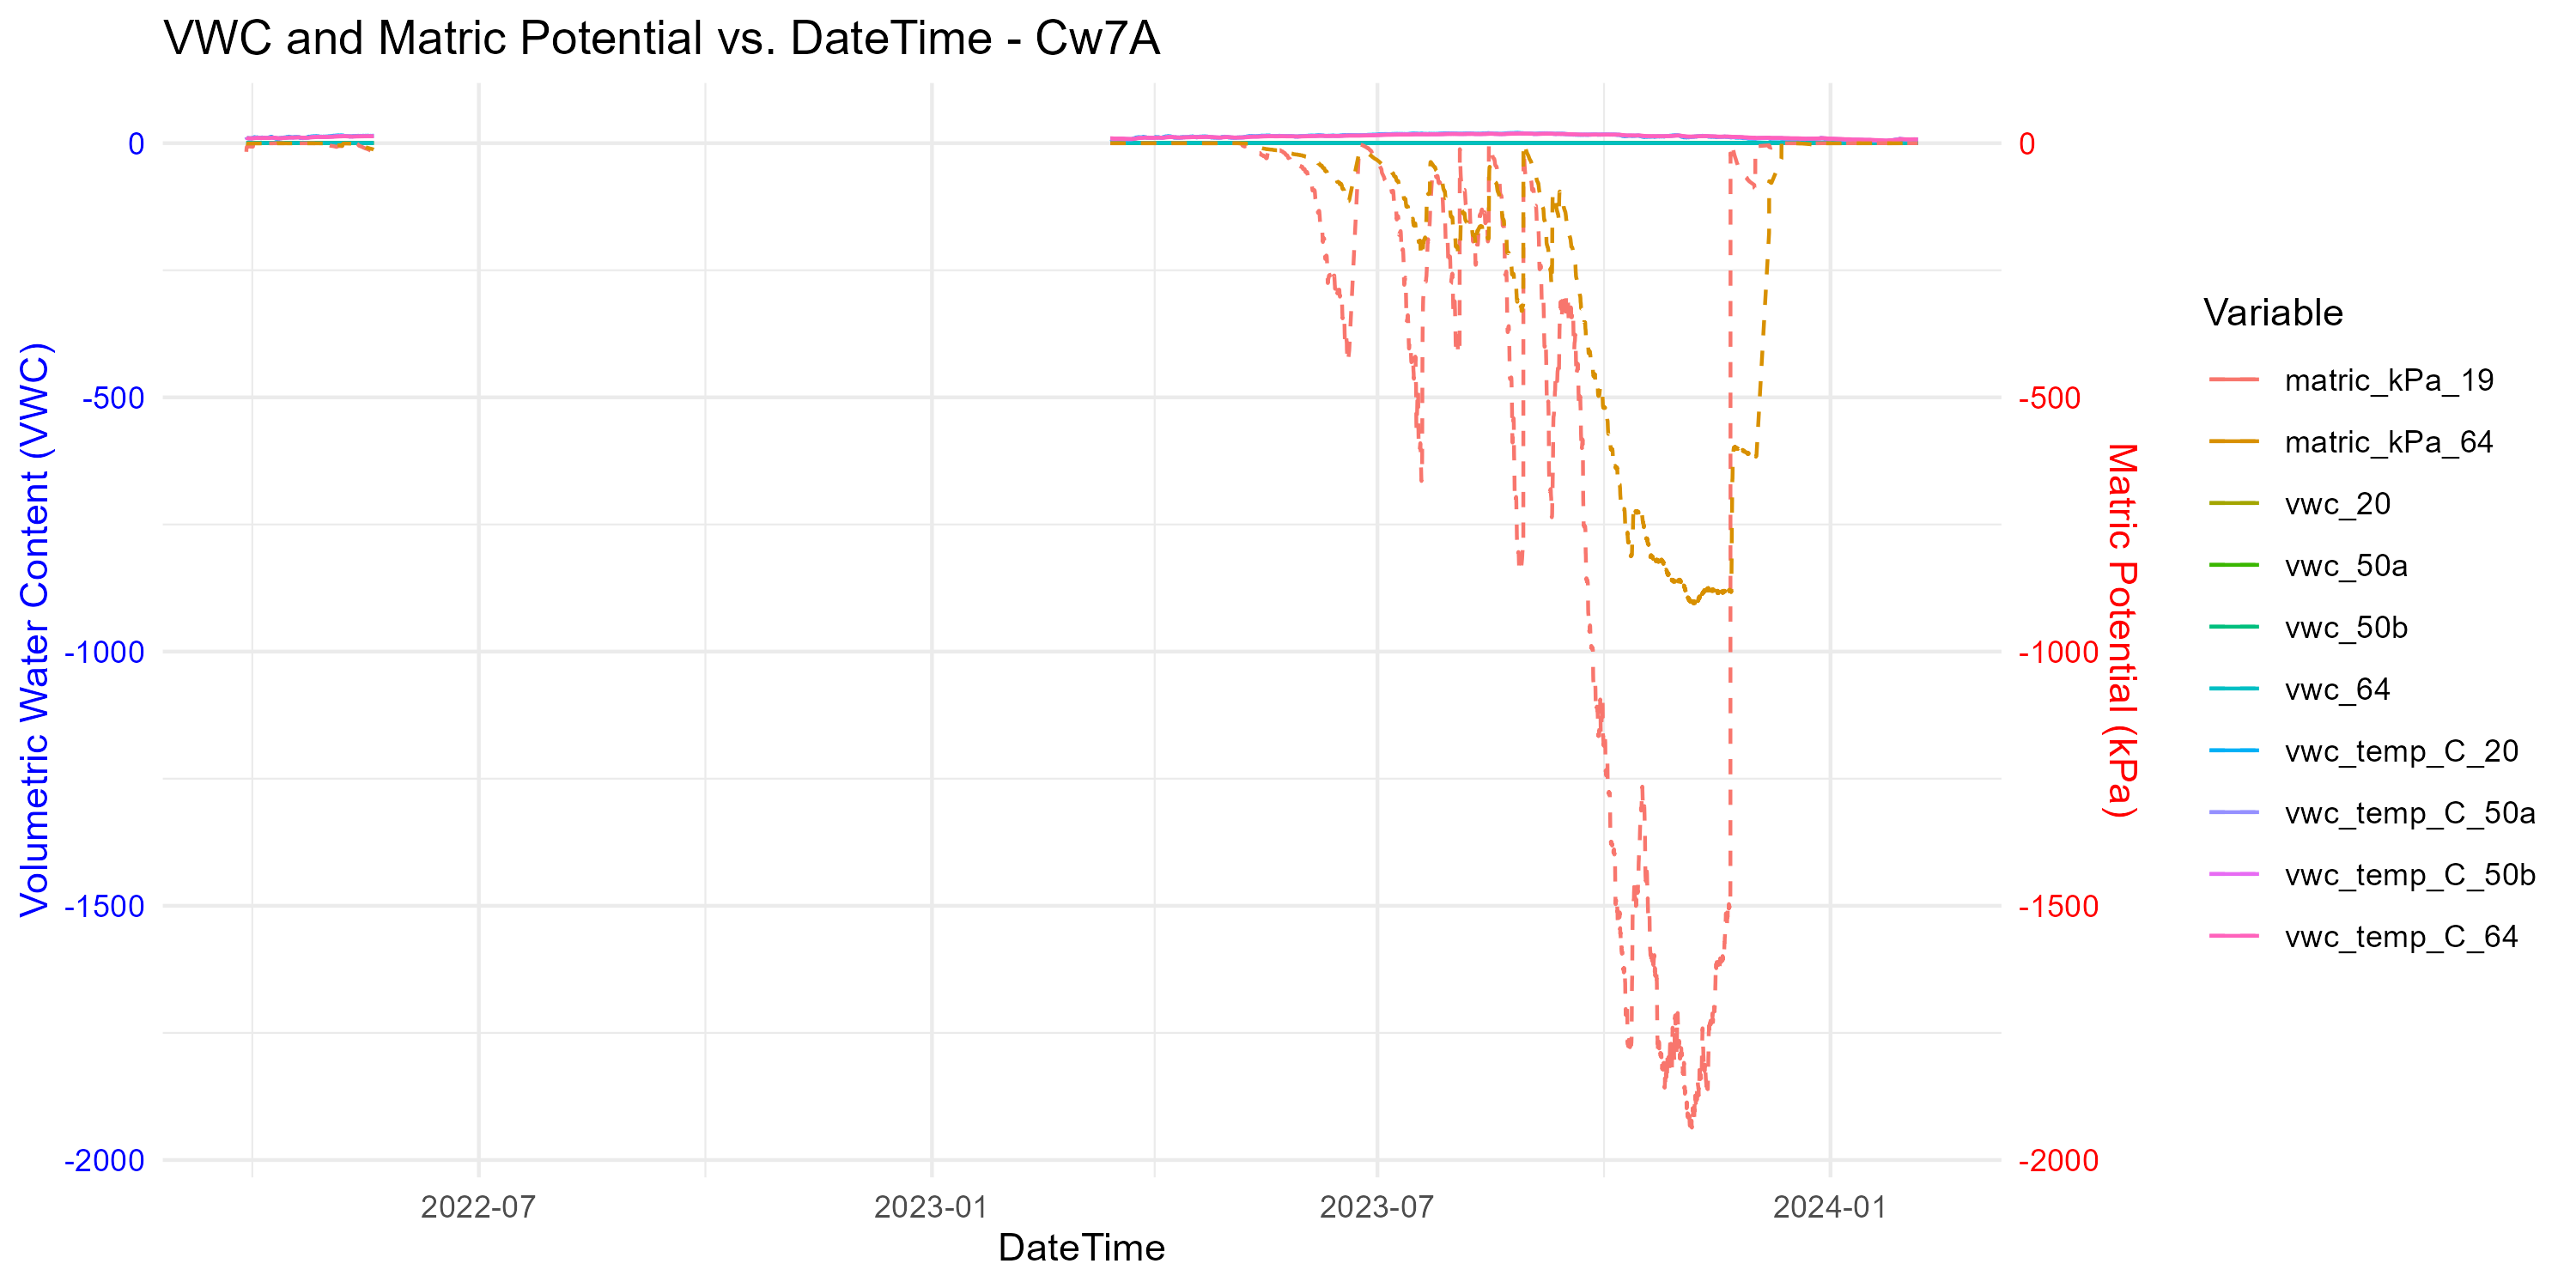 VWC and Matric Potential vs. DateTime - Cw7A
Volumetric Water Content (VWC)
0
-500
-1000
-1500
-2000
0
-500
-1000
-1500
-2000
Matric Potential (kPa)
2022-07
2023-01
2023-07
2024-01
DateTime
Variable
matric_kPa_19
matric_kPa_64
vwc_20
vwc_50a
vwc_50b
vwc_64
vwc_temp_C_20
vwc_temp_C_50a
vwc_temp_C_50b
vwc_temp_C_64